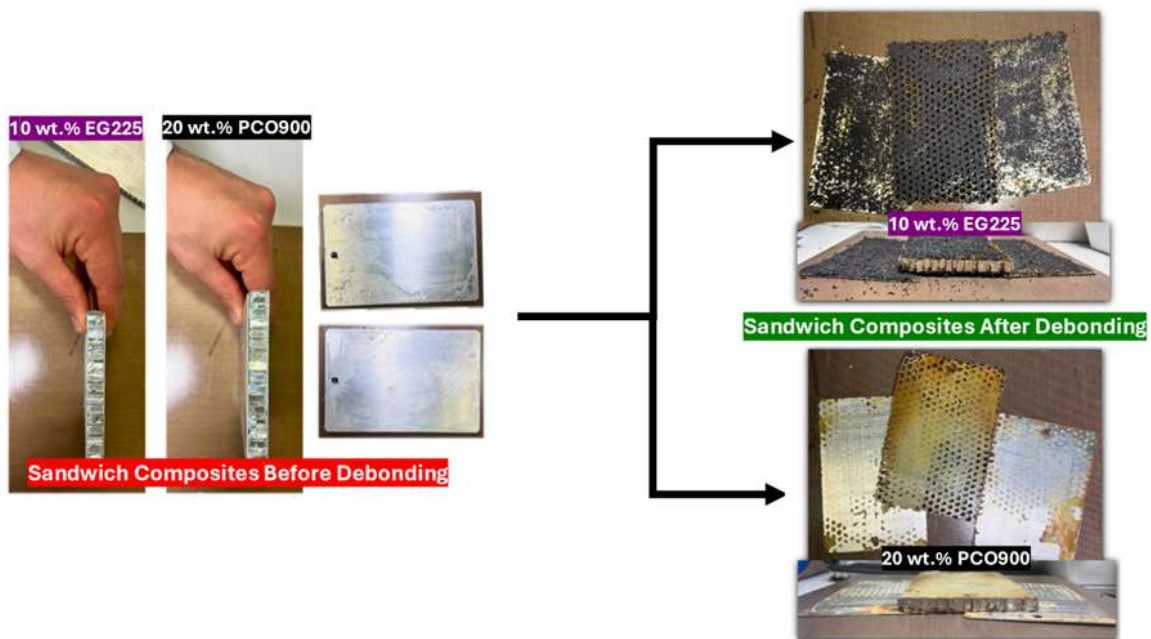 10 wt.% EG225
20 wt.% PCO900
Sandwich Composites Before Debonding
10 wt.% EG225
Sandwich Composites After Debonding
20 wt.% PCO900